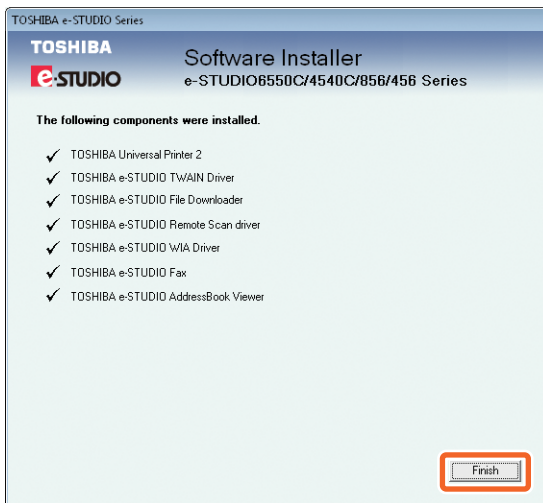 TOSHIBA e-STUDIO Series
TOSHIBA
e-STUDIO
Software Installer
e-STUDIO6550C/4540C/856/456 Series
The following components were installed.
TOSHIBA Universal Printer 2
TOSHIBA e-STUDIO TWAIN Driver
TOSHIBA e-STUDIO File Downloader
TOSHIBA e-STUDIO Remote Scan driver
TOSHIBA e-STUDIO WIA Driver
TOSHIBA e-STUDIO Fax
TOSHIBA e-STUDIO AddressBook Viewer
Finish